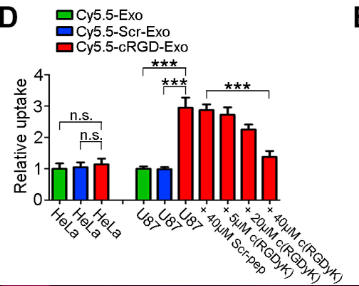 D
Cy5.5-Exo
Cy5.5-Scr-Exo
Cy5.5-cRGD-Exo
Relative uptake
4
3
2
1
0
n.s.
n.s.
***
***
***
HeLa
HeLa
HeLa
U87
U87
U87
+ 40μM Scr-pep
+ 5μM c(RGDyK)
+ 20μM c(RGDyK)
+ 40μM c(RGDyK)